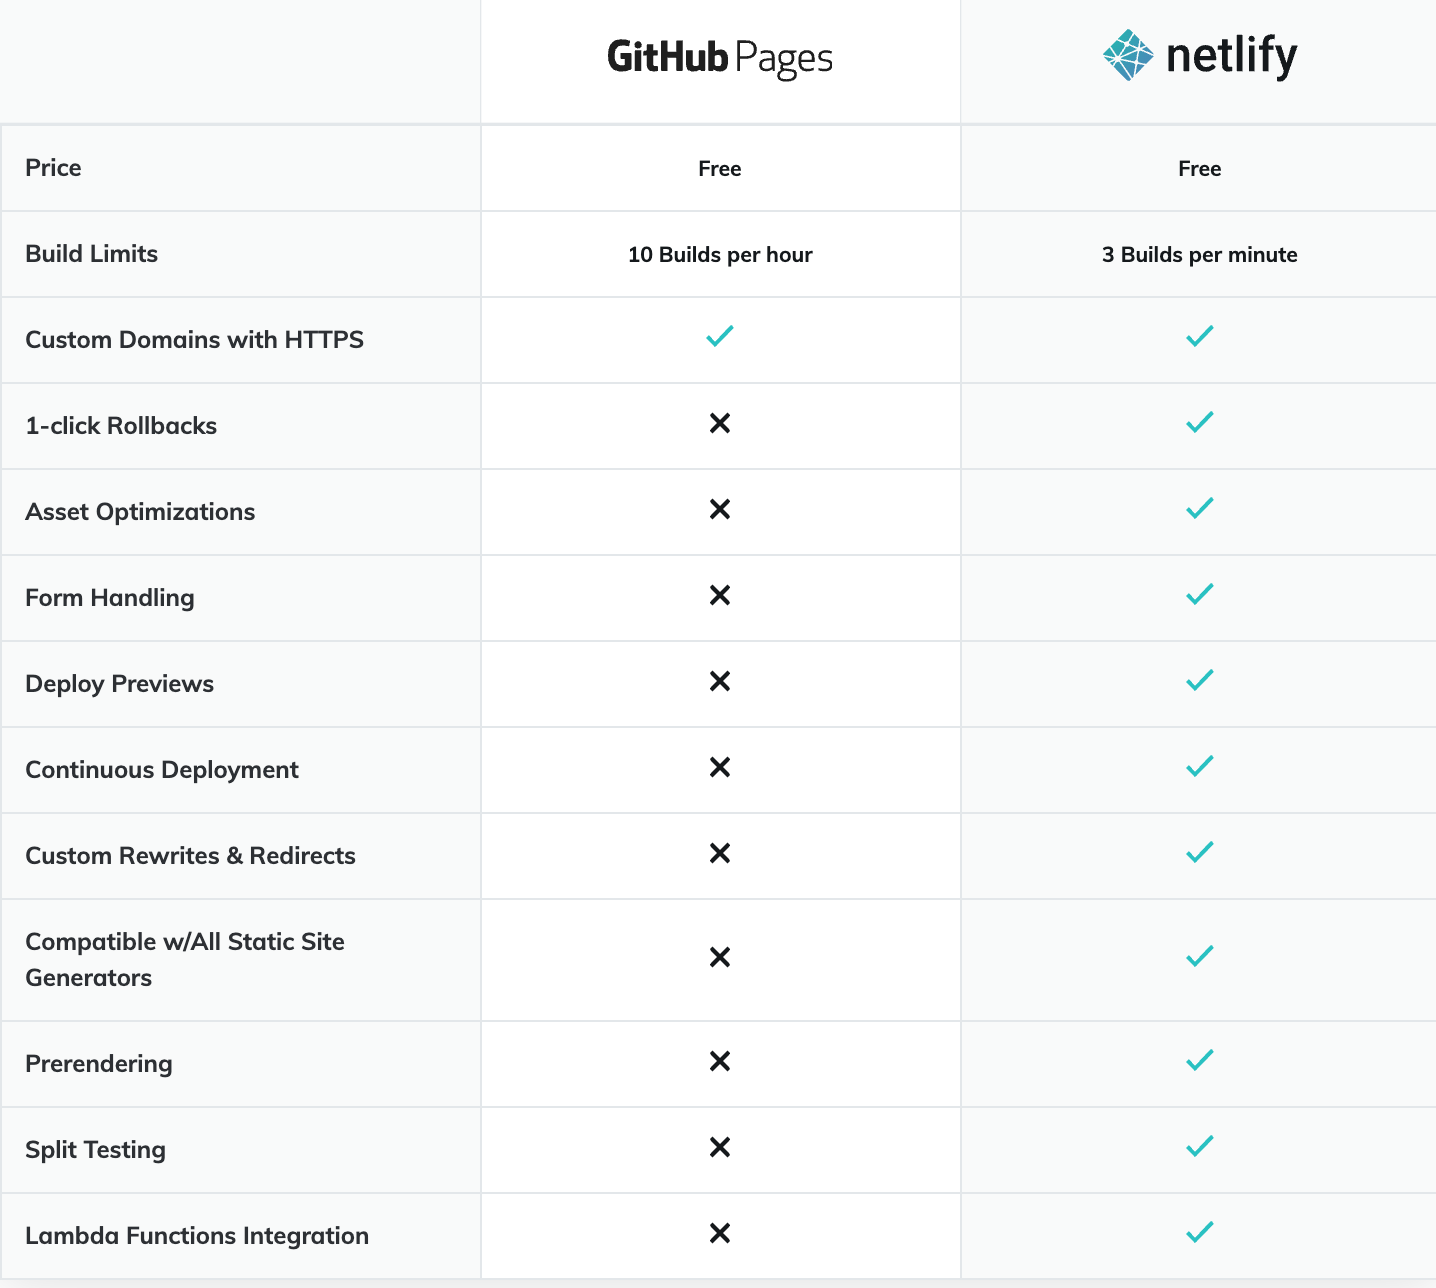 GitHub Pages
netlify
Price
Free
Free
Build Limits
10 Builds per hour
3 Builds per minute
Custom Domains with HTTPS
1-click Rollbacks
Asset Optimizations
Form Handling
Deploy Previews
Continuous Deployment
Custom Rewrites & Redirects
Compatible w/All Static Site
Generators
Prerendering
Split Testing
Lambda Functions Integration